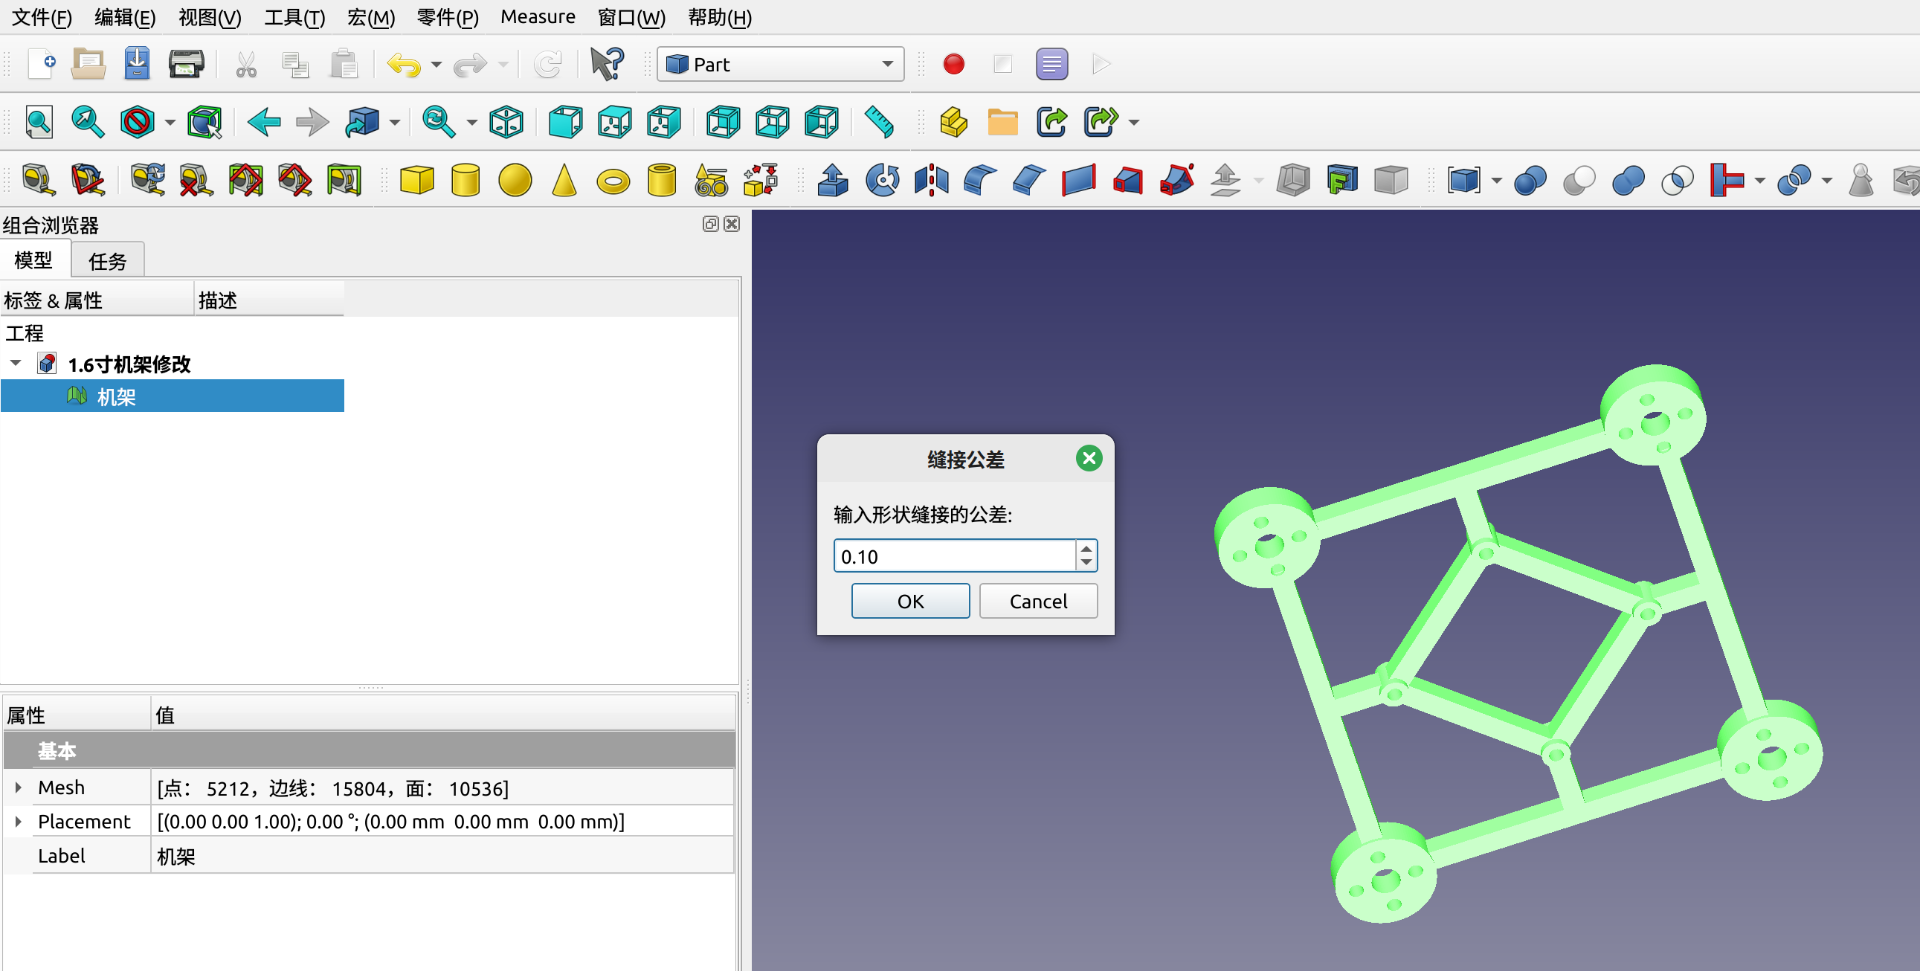 文件(F) 编辑(E) 视图(V) 工具(T) 宏(M) 零件(P) Measure 窗口(W) 帮助(H)
Part
组合浏览器
模型 任务
标签 & 属性 描述
工程
1.6寸机架修改
机架
缝接公差
输入形状缝接的公差:
0.10
OK Cancel
属性 值
基本
Mesh [点： 5212，边线： 15804，面： 10536]
Placement [(0.00 0.00 1.00); 0.00 °; (0.00 mm 0.00 mm 0.00 mm)]
Label 机架